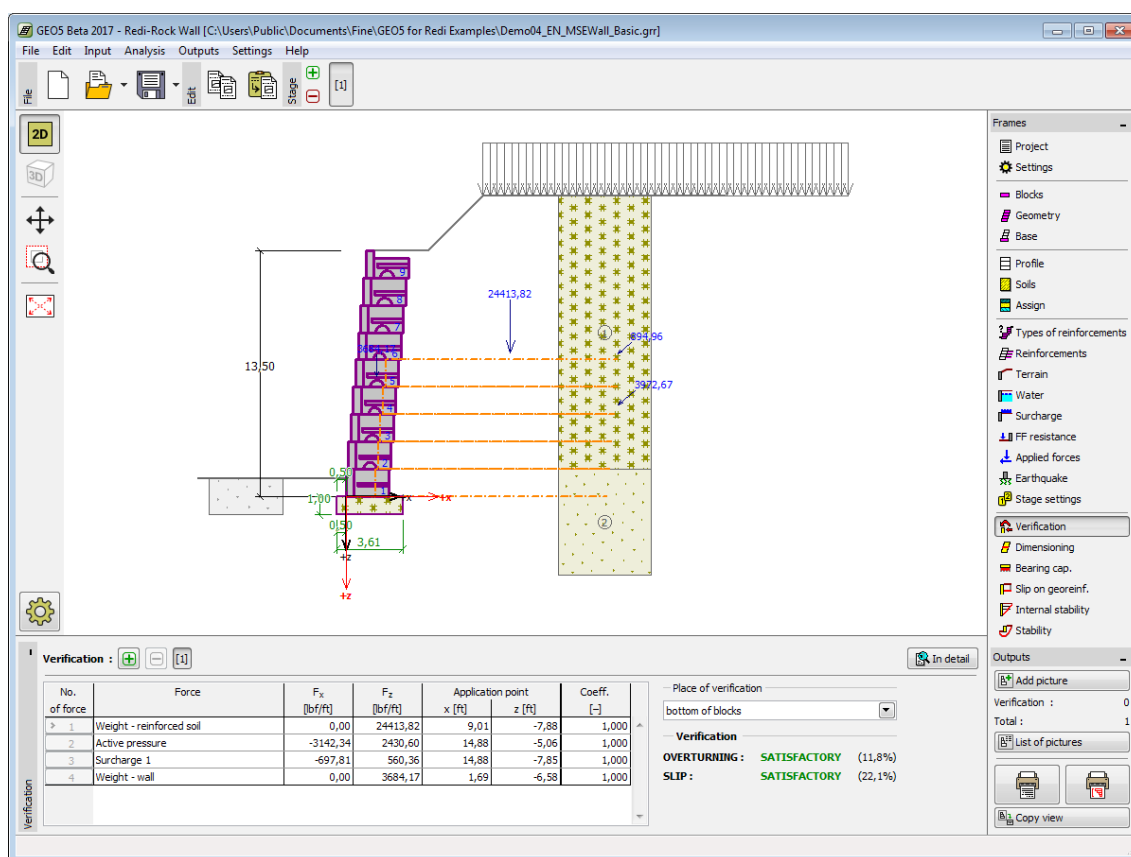 GEO5 Beta 2017 - Redi-Rock Wall [C:\Users\Public\Documents\Fine\GEO5 for Redi Examples\Demo04_EN_MSEWall_Basic.grr]
File Edit Input Analysis Outputs Settings Help
File
Edit
Stage
[1]
2D
3D
Frames
Project
Settings
Blocks
Geometry
Base
Profile
Soils
Assign
Types of reinforcements
Reinforcements
Terrain
Water
Surcharge
FF resistance
Applied forces
Earthquake
Stage settings
Verification
Dimensioning
Bearing cap.
Slip on georeinf.
Internal stability
Stability
24413,82
13,50
9
8
7
6
5
4
3
2
1
1
894,96
3972,67
2
0,50
1,00
0,50
3,61
+x
+x
+z
+z
Verification : [1]
In detail
Verification
No. of force Force Fx [lbf/ft] Fz [lbf/ft] Application point x [ft] z [ft] Coeff. [–]
> 1 Weight - reinforced soil 0,00 24413,82 9,01 -7,88 1,000
2 Active pressure -3142,34 2430,60 14,88 -5,06 1,000
3 Surcharge 1 -697,81 560,36 14,88 -7,85 1,000
4 Weight - wall 0,00 3684,17 1,69 -6,58 1,000
Place of verification
bottom of blocks
Verification
OVERTURNING : SATISFACTORY (11,8%)
SLIP : SATISFACTORY (22,1%)
Outputs
Add picture
Verification : 0
Total : 1
List of pictures
Copy view